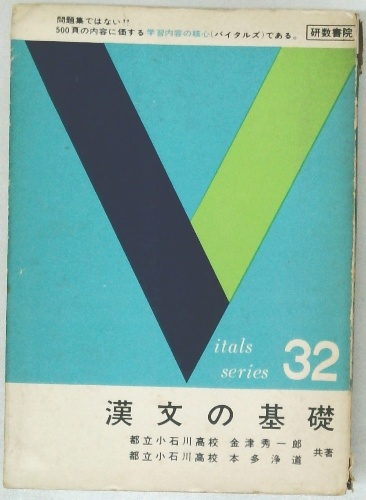 問題集ではない!!
500頁の内容に価する学習内容の核心(バイタルズ)である。
研数書院
Vitals
series 32
漢文の基礎
都立小石川高校 金津秀一郎
都立小石川高校 本多浄道 共著